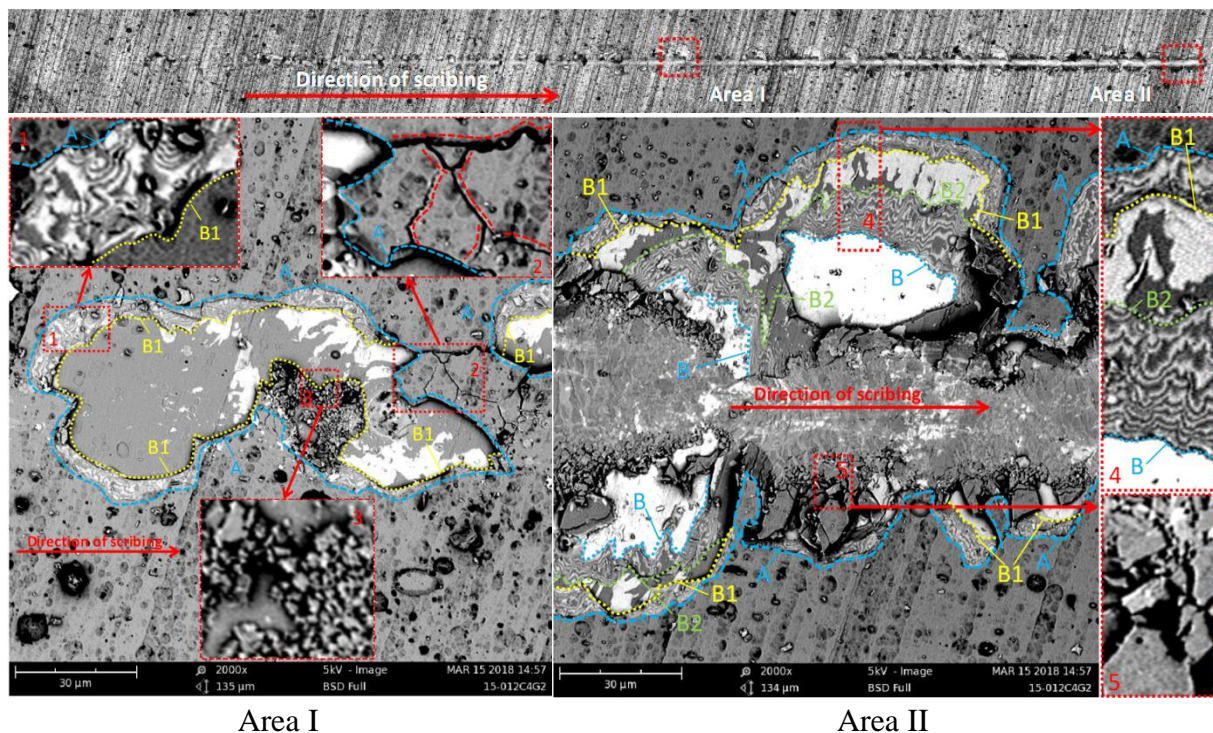 Direction of scribing
Area I
Area II
1
A
B1
A
2
A
A
B1
1
B1
2
3
B1
B1
A
3
Direction of scribing
30 µm
2000x
135 µm
5kV - Image
BSD Full
MAR 15 2018 14:57
15-012C4G2
A
A
B1
B2
4
B1
B
B2
B
Direction of scribing
5
B
A
B1
B1
A
B2
30 µm
2000x
134 µm
5kV - Image
BSD Full
MAR 15 2018 14:57
15-012C4G2
A
B1
B2
B
4
5
Area I
Area II